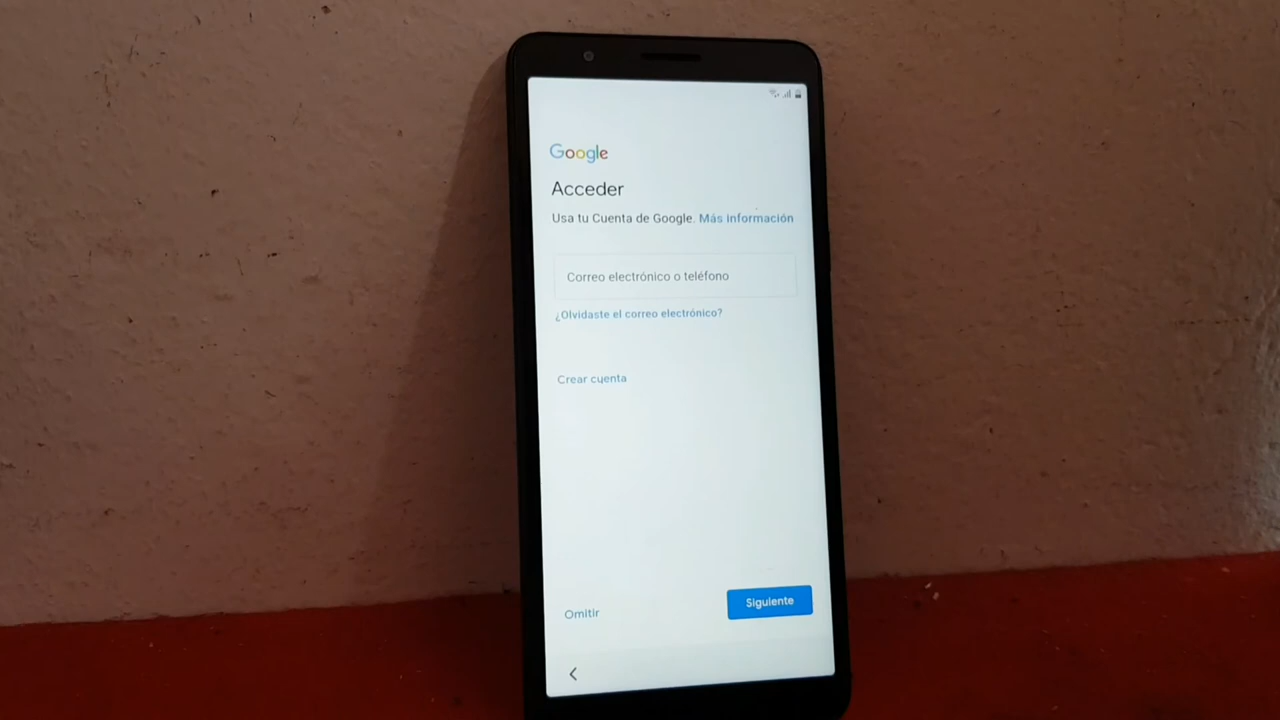 Google
Acceder
Usa tu Cuenta de Google. Más información
Correo electrónico o teléfono
¿Olvidaste el correo electrónico?
Crear cuenta
Omitir
Siguiente